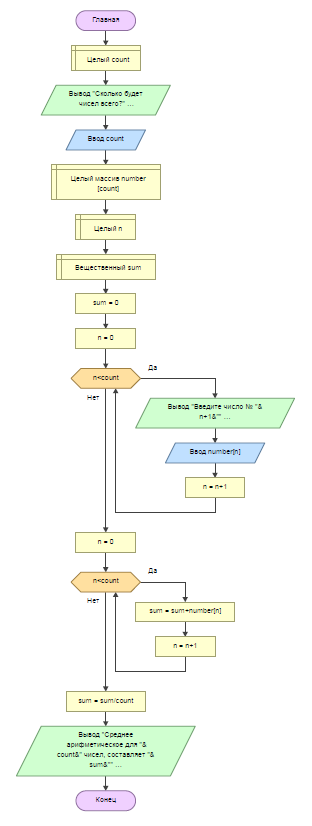 Главная
Целый count
Вывод "Сколько будет
чисел всего?" ...
Ввод count
Целый массив number
[count]
Целый n
Вещественный sum
sum = 0
n = 0
n<count
Да
Нет
Вывод "Введите число № "&
n+1&"" ...
Ввод number[n]
n = n+1
n = 0
n<count
Да
Нет
sum = sum+number[n]
n = n+1
sum = sum/count
Вывод "Среднее
арифметическое для "&
count&" чисел, составляет "&
sum&"" ...
Конец